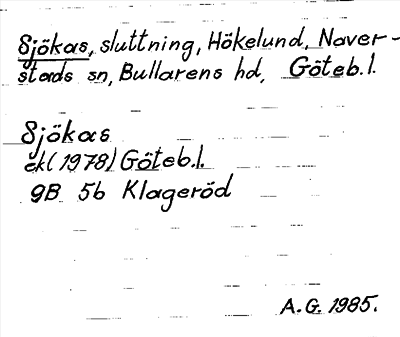 Sjökas, sluttning, Hökelund, Naver-
stads sn, Bullarens hd, Göteb.l.
Sjökas
ek (1978) Göteb.l.
9B 5b Klageröd
A.G. 1985.